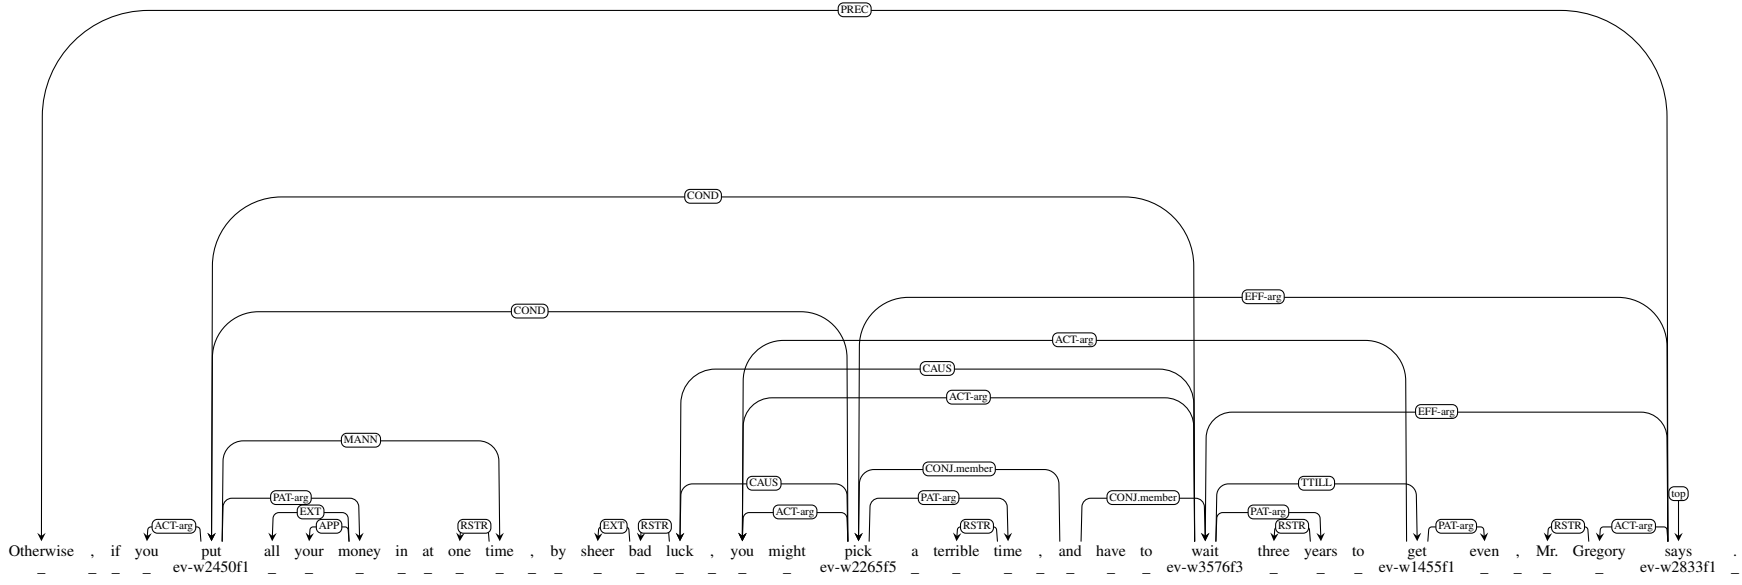 PREC
COND
EFF-arg
COND
ACT-arg
CAUS
ACT-arg
EFF-arg
MANN
CONJ.member
CAUS TTILL
top
PAT-arg PAT-arg CONJ.member
EXT ACT-arg PAT-arg
ACT-arg APP RSTR EXT RSTR RSTR RSTR PAT-arg RSTR ACT-arg
Otherwise , if you put all your money in at one time , by sheer bad luck , you might pick a terrible time , and have to wait three years to get even , Mr. Gregory says .
_ _ _ _ ev-w2450f1 _ _ _ _ _ _ _ _ _ _ _ _ _ _ _ ev-w2265f5 _ _ _ _ _ _ _ ev-w3576f3 _ _ _ ev-w1455f1 _ _ _ _ ev-w2833f1 _